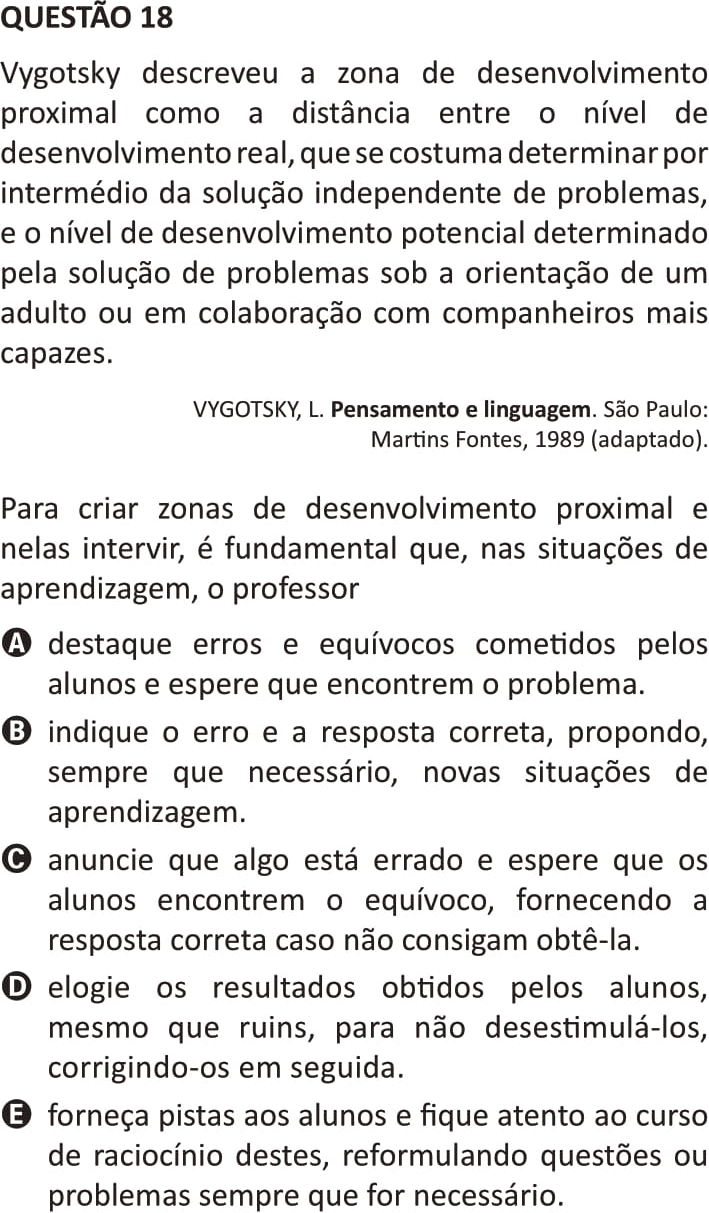 QUESTÃO 18
Vygotsky descreveu a zona de desenvolvimento
proximal como a distância entre o nível de
desenvolvimento real, que se costuma determinar por
intermédio da solução independente de problemas,
e o nível de desenvolvimento potencial determinado
pela solução de problemas sob a orientação de um
adulto ou em colaboração com companheiros mais
capazes.
VYGOTSKY, L. Pensamento e linguagem. São Paulo:
Martins Fontes, 1989 (adaptado).
Para criar zonas de desenvolvimento proximal e
nelas intervir, é fundamental que, nas situações de
aprendizagem, o professor
A destaque erros e equívocos cometidos pelos
alunos e espere que encontrem o problema.
B indique o erro e a resposta correta, propondo,
sempre que necessário, novas situações de
aprendizagem.
C anuncie que algo está errado e espere que os
alunos encontrem o equívoco, fornecendo a
resposta correta caso não consigam obtê-la.
D elogie os resultados obtidos pelos alunos,
mesmo que ruins, para não desestimulá-los,
corrigindo-os em seguida.
E forneça pistas aos alunos e fique atento ao curso
de raciocínio destes, reformulando questões ou
problemas sempre que for necessário.